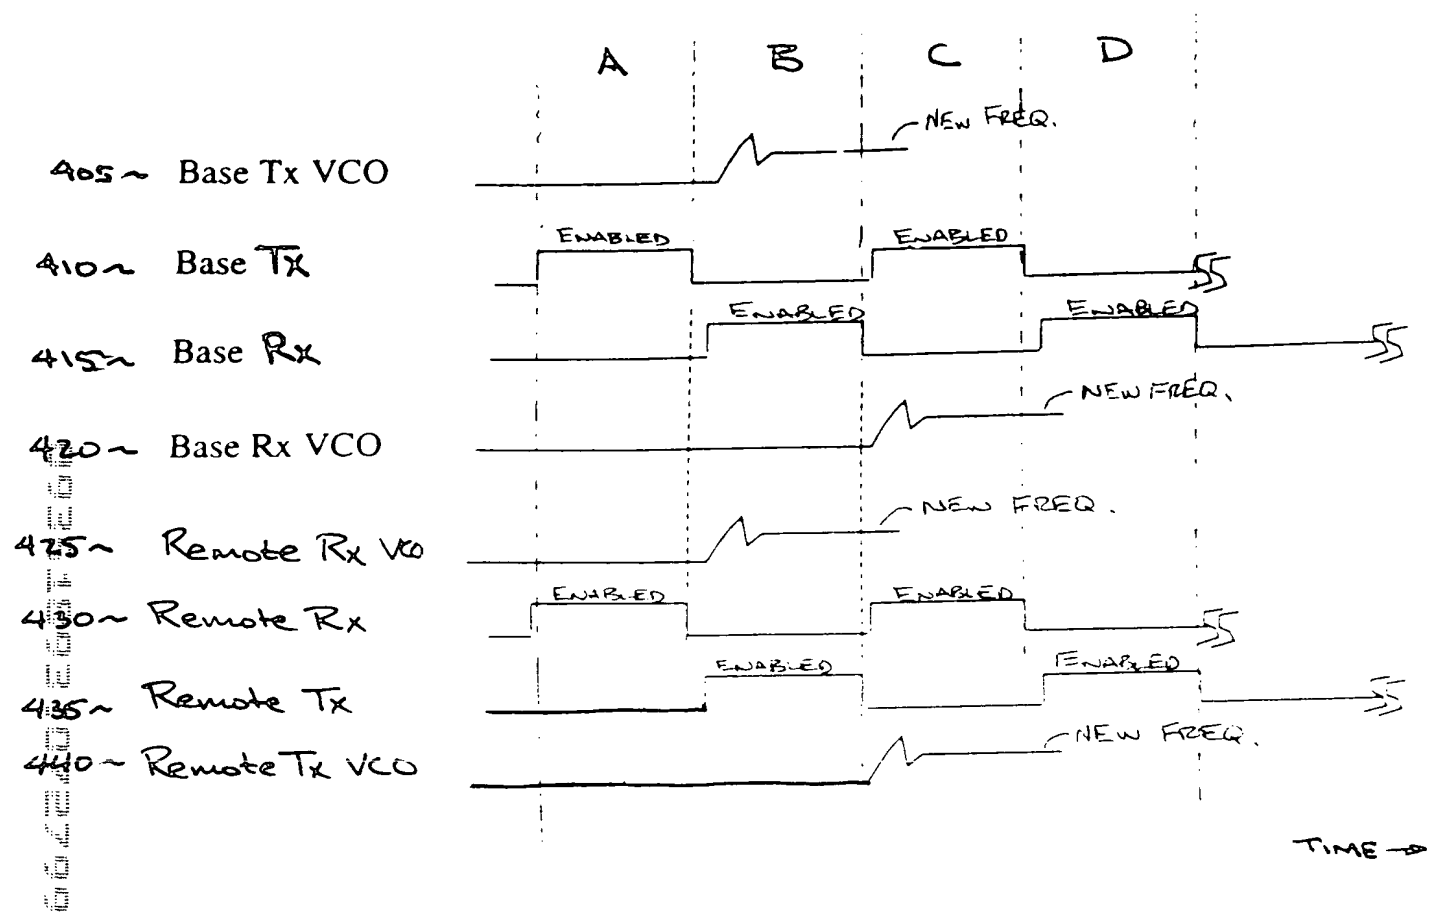 A B C D
NEW FREQ.
405~ Base Tx VCO
ENABLED ENABLED
410~ Base Tx
ENABLED ENABLED
415~ Base Rx
NEW FREQ.
420~ Base Rx VCO
NEW FREQ.
425~ Remote Rx VCO
ENABLED ENABLED
430~ Remote Rx
ENABLED ENABLED
435~ Remote Tx
NEW FREQ.
440~ Remote Tx VCO
TIME →